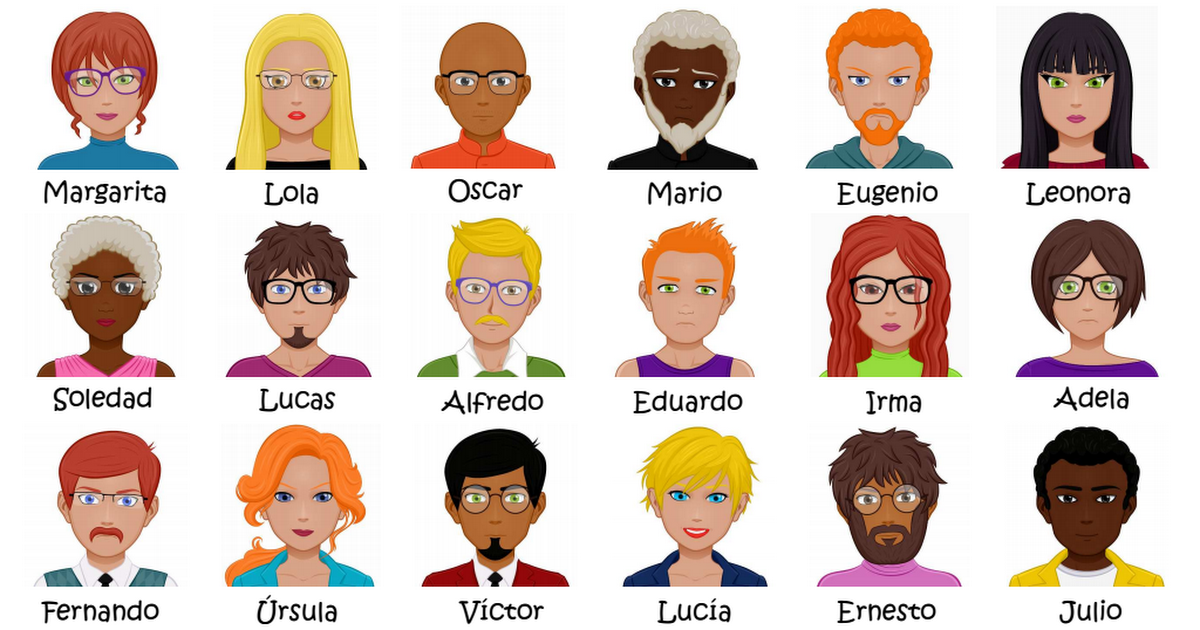 Margarita Lola Oscar Mario Eugenio Leonora
Soledad Lucas Alfredo Eduardo Irma Adela
Fernando Úrsula Víctor Lucía Ernesto Julio